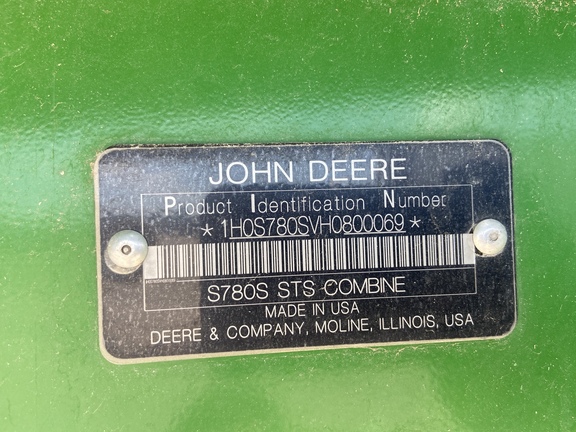 JOHN DEERE
Product Identification Number
*1H0S780SVH0800069*
S780S STS COMBINE
MADE IN USA
DEERE & COMPANY, MOLINE, ILLINOIS, USA